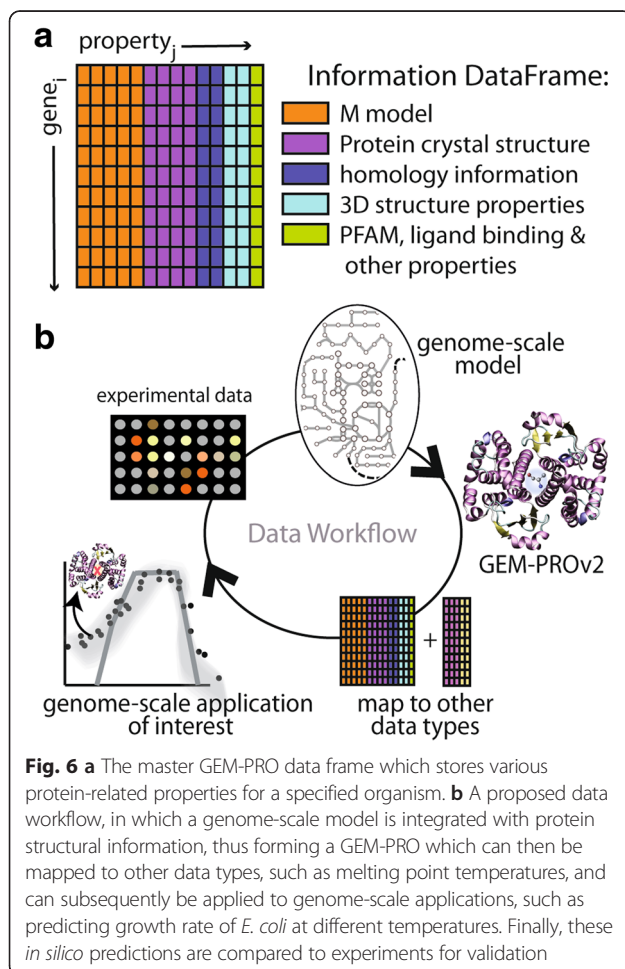 a
property j
gene i
Information DataFrame:
M model
Protein crystal structure
homology information
3D structure properties
PFAM, ligand binding &
other properties
b
genome-scale
model
experimental data
Data Workflow
GEM-PROv2
+
genome-scale application
of interest
map to other
data types
Fig. 6 a The master GEM-PRO data frame which stores various
protein-related properties for a specified organism. b A proposed data
workflow, in which a genome-scale model is integrated with protein
structural information, thus forming a GEM-PRO which can then be
mapped to other data types, such as melting point temperatures, and
can subsequently be applied to genome-scale applications, such as
predicting growth rate of E. coli at different temperatures. Finally, these
in silico predictions are compared to experiments for validation